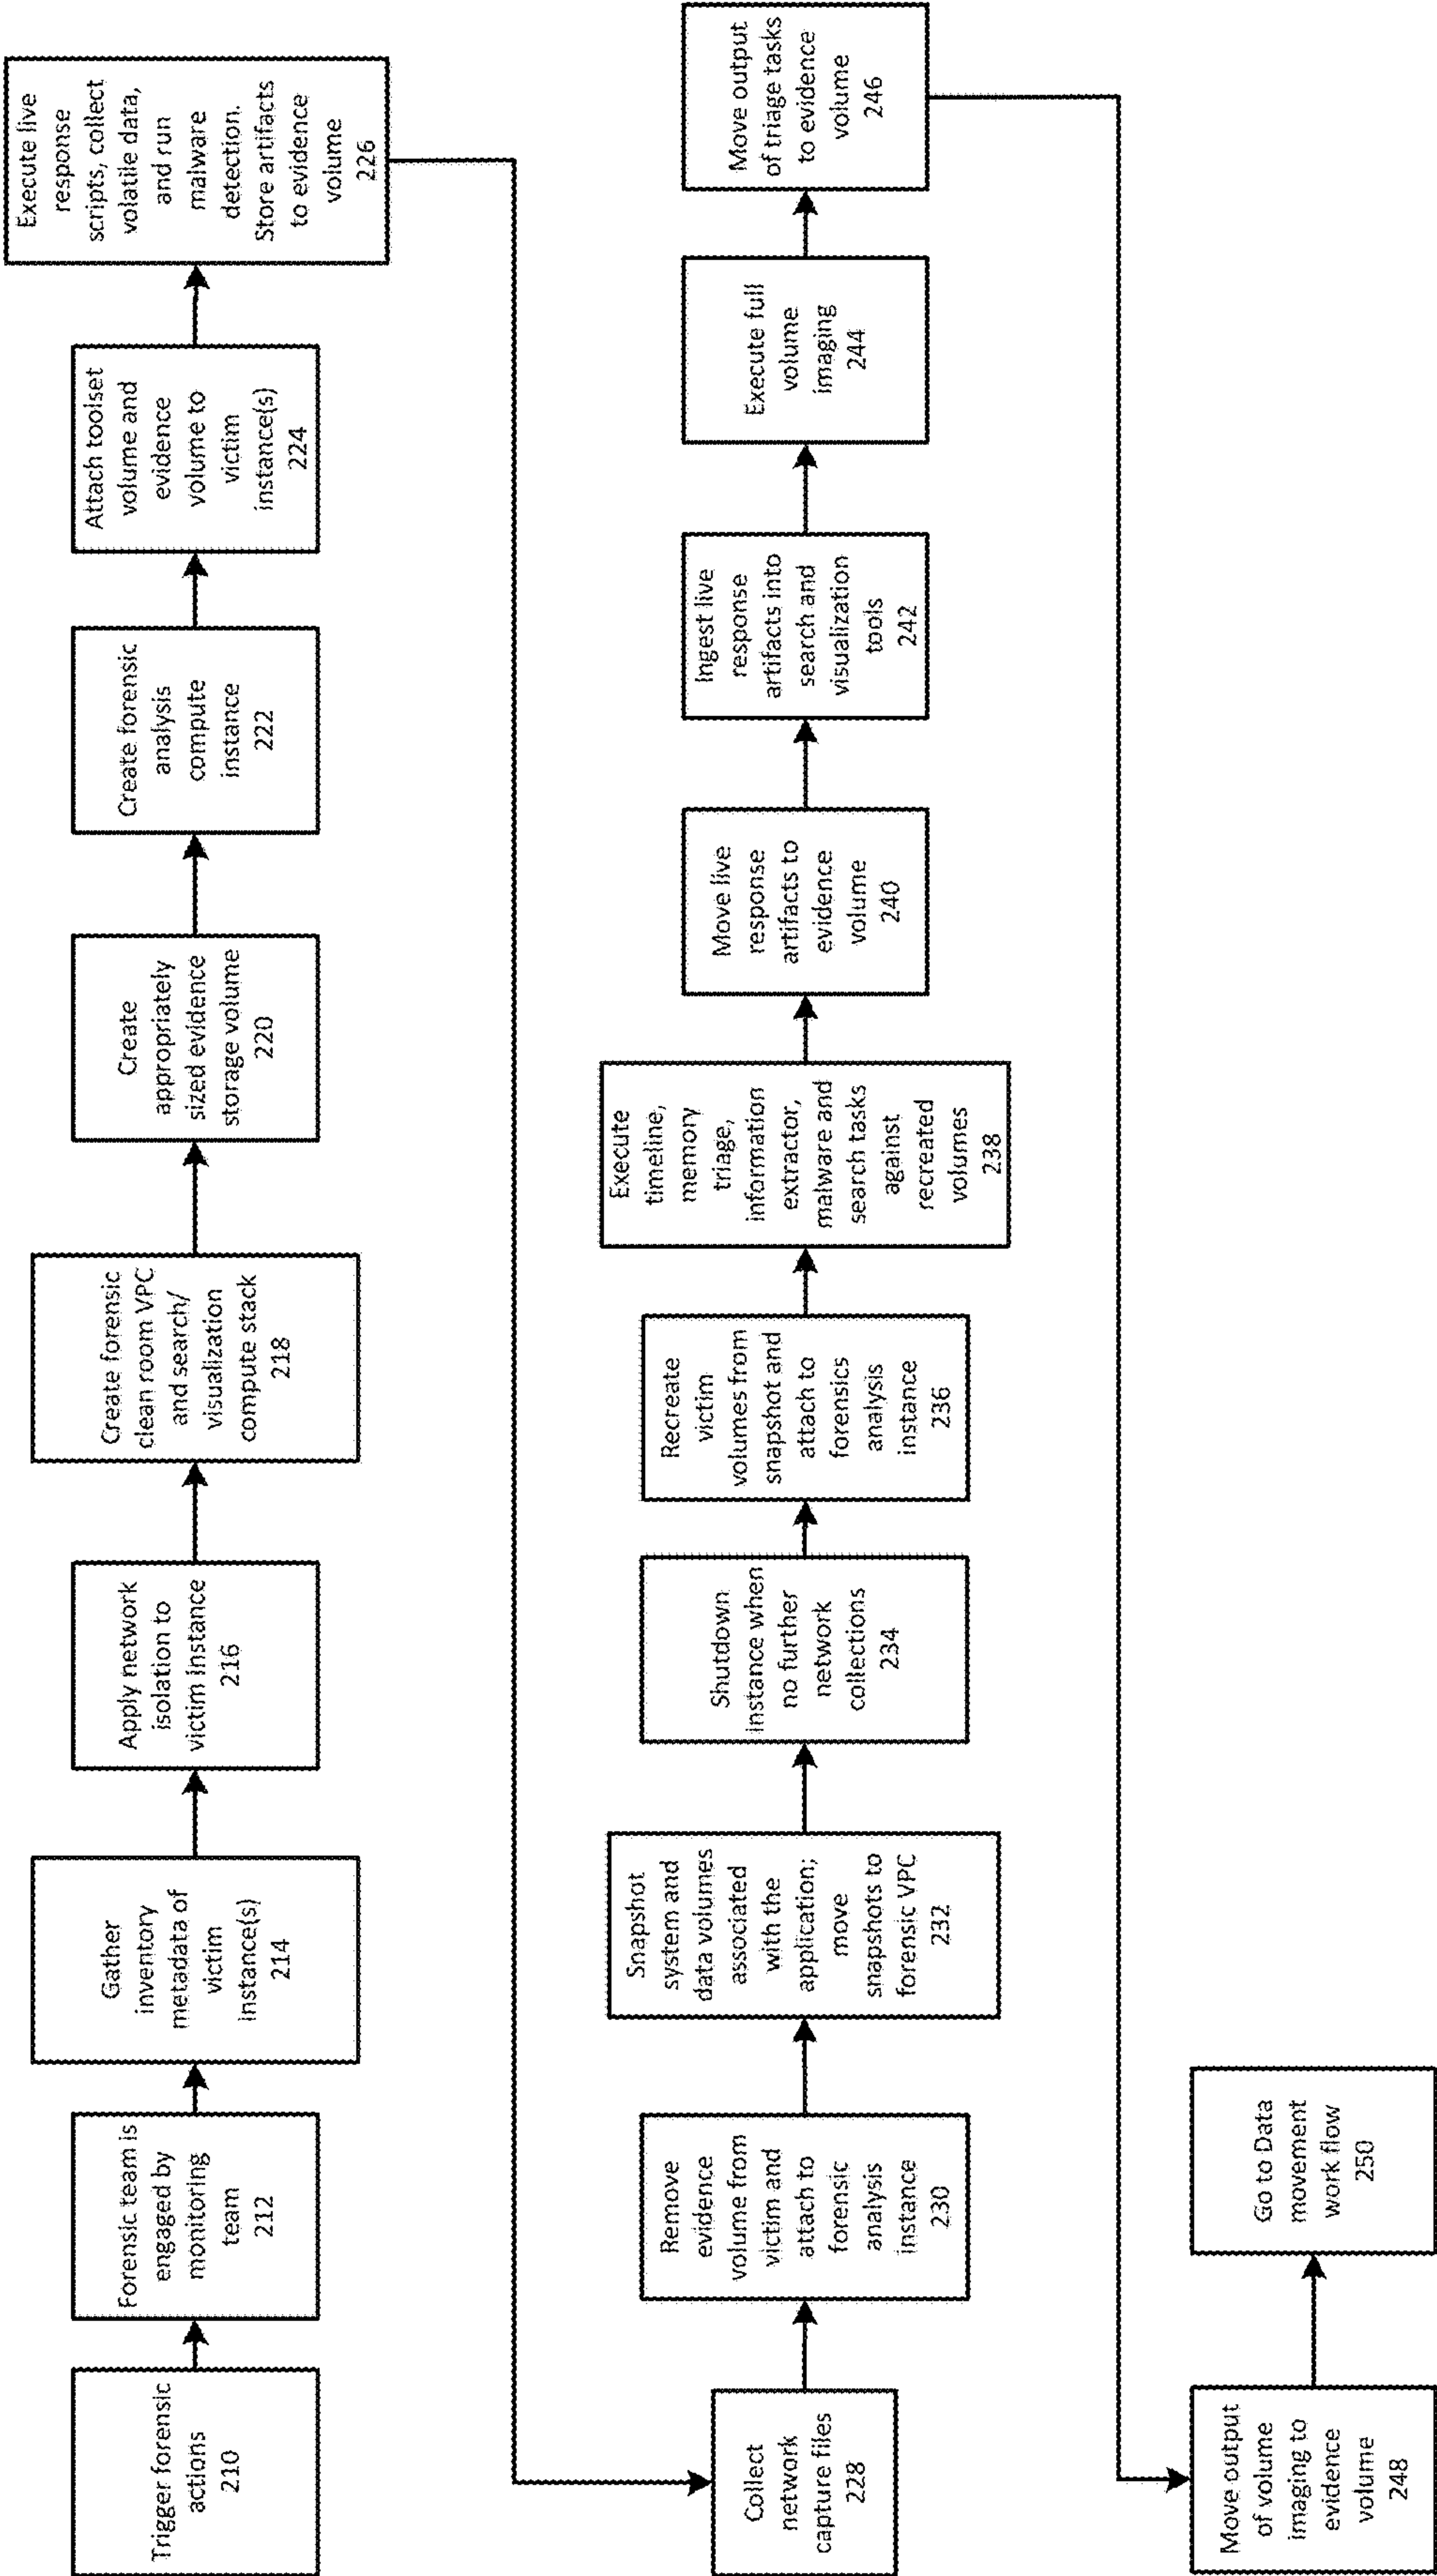 Trigger forensic
actions
210
Forensic team is
engaged by
monitoring
team
212
Gather
inventory
metadata of
victim
instance(s)
214
Apply network
isolation to
victim instance
216
Create forensic
clean room VPC
and search/
visualization
compute stack
218
Create
appropriately
sized evidence
storage volume
220
Create forensic
analysis
compute
instance
222
Attach toolset
volume and
evidence
volume to
victim
instance(s)
224
Execute live
response
scripts, collect
volatile data,
and run
malware
detection.
Store artifacts
to evidence
volume
226
Collect
network
capture files
228
Remove
evidence
volume from
victim and
attach to
forensic
analysis
instance
230
Snapshot
system and
data volumes
associated
with the
application;
move
snapshots to
forensic VPC
232
Shutdown
instance when
no further
network
collections
234
Recreate
victim
volumes from
snapshot and
attach to
forensics
analysis
instance
236
Execute
timeline,
memory
triage,
information
extractor,
malware and
search tasks
against
recreated
volumes
238
Move live
response
artifacts to
evidence
volume
240
Ingest live
response
artifacts into
search and
visualization
tools
242
Execute full
volume
imaging
244
Move output
of triage tasks
to evidence
volume
246
Move output
of volume
imaging to
evidence
volume
248
Go to Data
movement
work flow
250